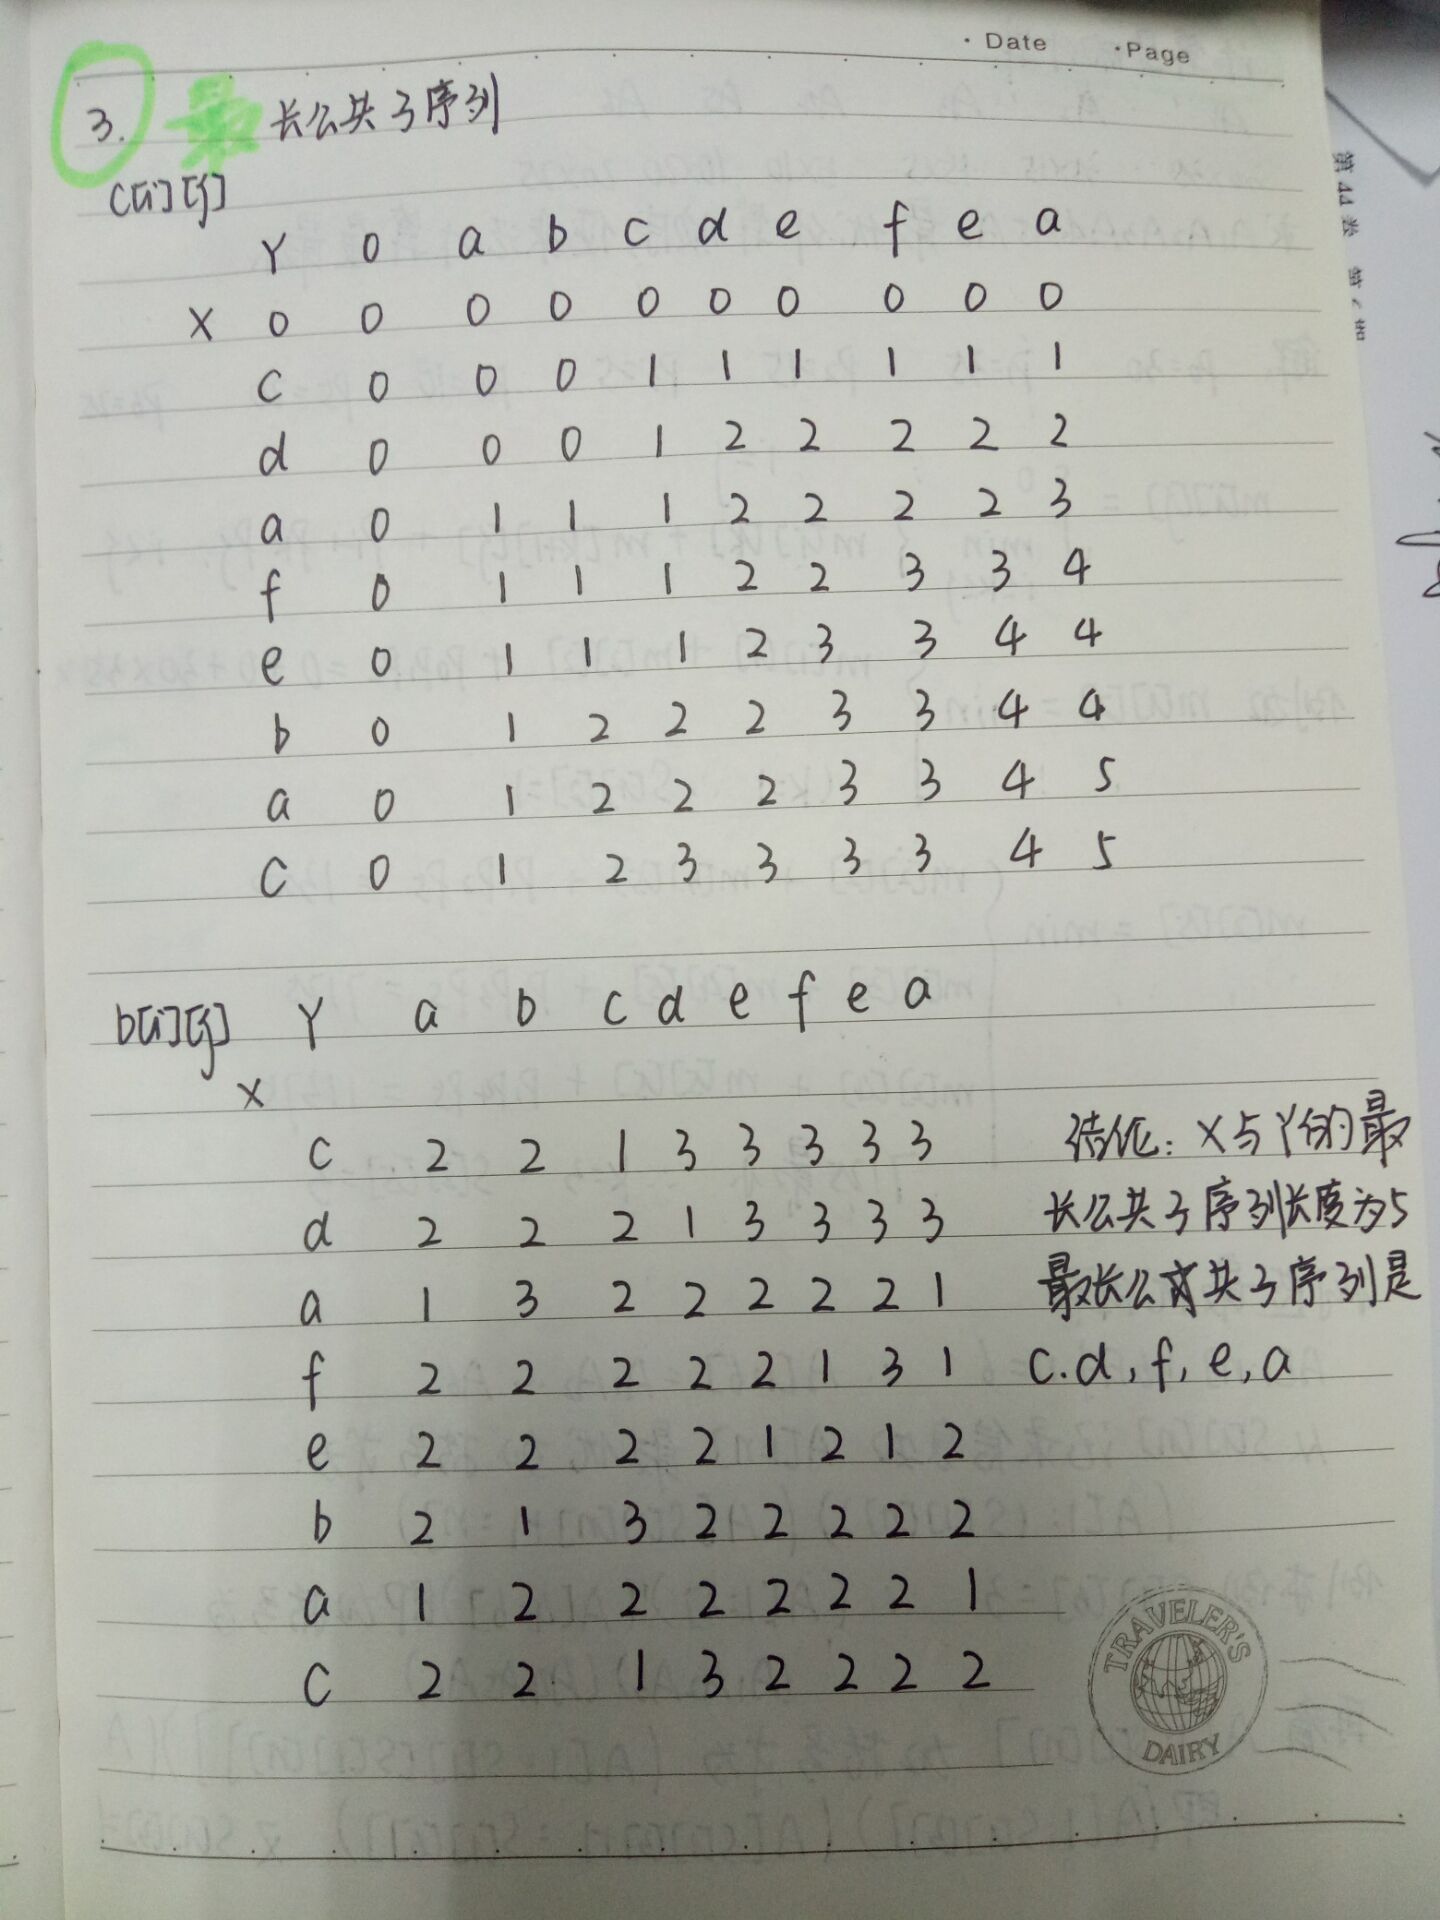 · Date ·Page
3. 最长公共子序列
c[i][j]
Y 0 a b c d e f e a
X 0 0 0 0 0 0 0 0 0 0
c 0 0 0 1 1 1 1 1 1
d 0 0 0 1 2 2 2 2 2
a 0 1 1 1 2 2 2 2 3
f 0 1 1 1 2 2 3 3 4
e 0 1 1 1 2 3 3 4 4
b 0 1 2 2 2 3 3 4 4
a 0 1 2 2 2 3 3 4 5
c 0 1 2 3 3 3 3 4 5
b[i][j] Y a b c d e f e a
X
c 2 2 1 3 3 3 3 3
d 2 2 2 1 3 3 3 3
a 1 3 2 2 2 2 2 1
f 2 2 2 2 2 1 3 1
e 2 2 2 2 1 2 1 2
b 2 1 3 2 2 2 2 2
a 1 2 2 2 2 2 2 1
c 2 2 1 3 2 2 2 2
结论: X与Y的最
长公共子序列长度为5
最长公共子序列是
c.d,f,e,a
TRAVELER'S
DAIRY